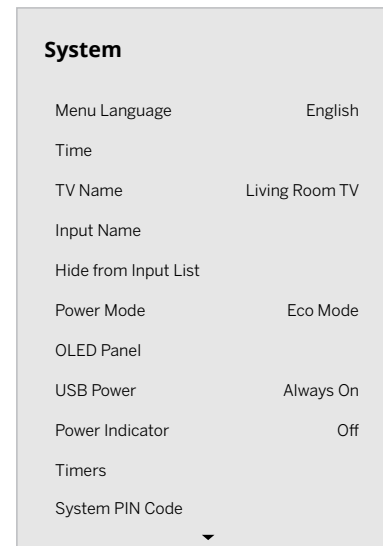 System
Menu Language English
Time
TV Name Living Room TV
Input Name
Hide from Input List
Power Mode Eco Mode
OLED Panel
USB Power Always On
Power Indicator Off
Timers
System PIN Code